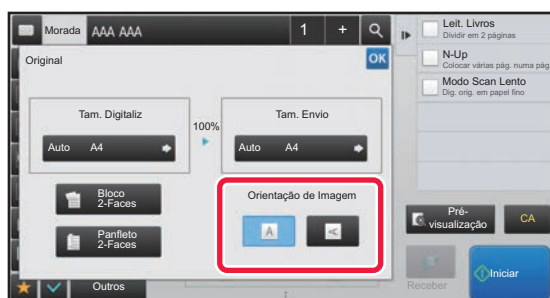 Morada AAA AAA 1 +
Original
OK
Tam. Digitaliz
Auto A4
100%
Tam. Envio
Auto A4
Bloco
2-Faces
Panfleto
2-Faces
Orientação de Imagem
A
A
Outros
Leit. Livros
Dividir em 2 páginas
N-Up
Colocar várias pág. numa pág
Modo Scan Lento
Dig. orig. em papel fino
Pré-
visualização
CA
Receber
Iniciar